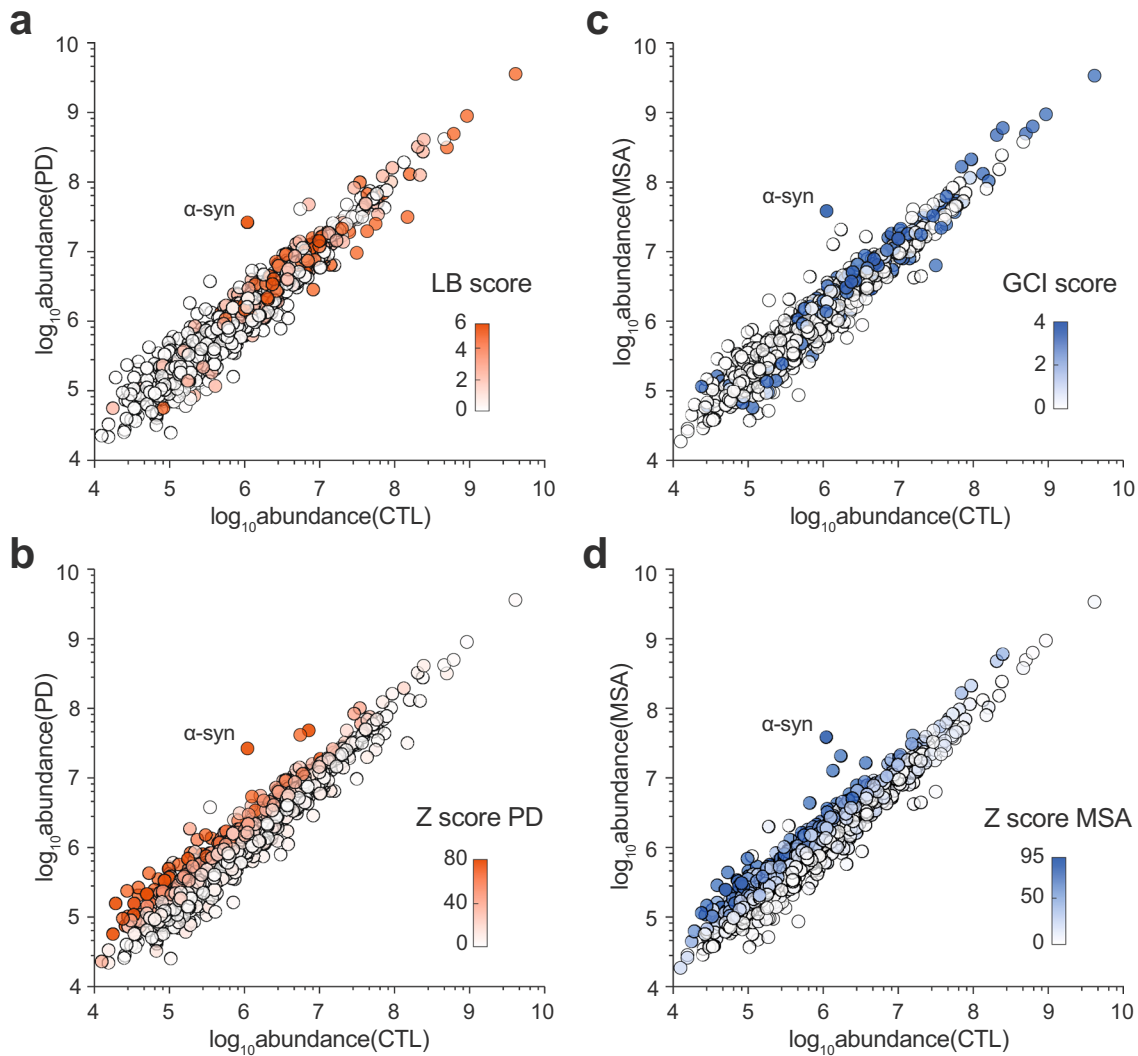 a
10
9
8
7
6
5
4
log₁₀abundance(PD)
α-syn
LB score
6
4
2
0
4 5 6 7 8 9 10
log₁₀abundance(CTL)
c
10
9
8
7
6
5
4
log₁₀abundance(MSA)
α-syn
GCI score
4
2
0
4 5 6 7 8 9 10
log₁₀abundance(CTL)
b
10
9
8
7
6
5
4
log₁₀abundance(PD)
α-syn
Z score PD
80
40
0
4 5 6 7 8 9 10
log₁₀abundance(CTL)
d
10
9
8
7
6
5
4
log₁₀abundance(MSA)
α-syn
Z score MSA
95
50
0
4 5 6 7 8 9 10
log₁₀abundance(CTL)